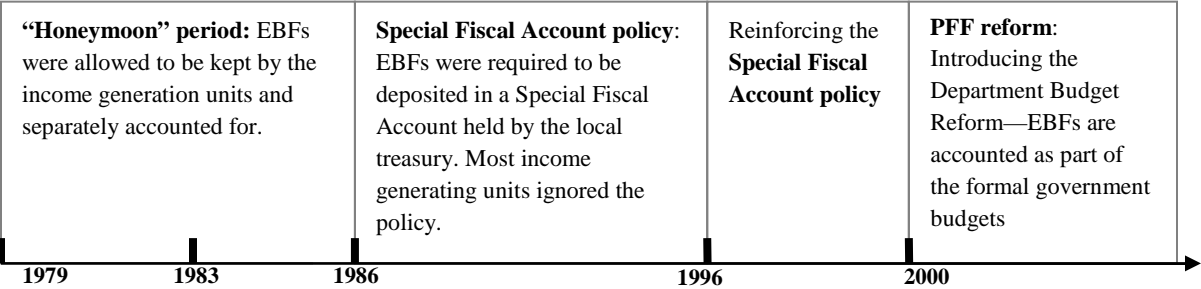 “Honeymoon” period: EBFs
were allowed to be kept by the
income generation units and
separately accounted for.
Special Fiscal Account policy:
EBFs were required to be
deposited in a Special Fiscal
Account held by the local
treasury. Most income
generating units ignored the
policy.
Reinforcing the
Special Fiscal
Account policy
PFF reform:
Introducing the
Department Budget
Reform—EBFs are
accounted as part of
the formal government
budgets
1979
1983
1986
1996
2000